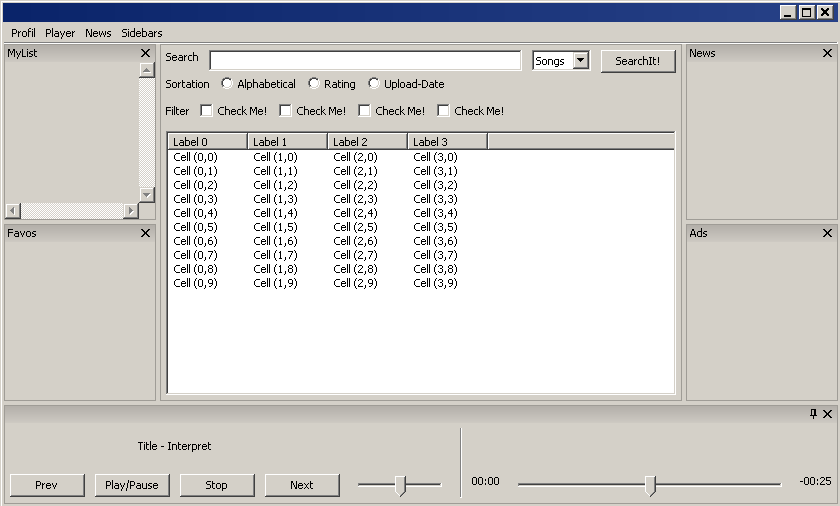 Profil Player News Sidebars
MyList
Search Songs SearchIt!
Sortation Alphabetical Rating Upload-Date
Filter Check Me! Check Me! Check Me! Check Me!
Label 0 Label 1 Label 2 Label 3
Cell (0,0) Cell (1,0) Cell (2,0) Cell (3,0)
Cell (0,1) Cell (1,1) Cell (2,1) Cell (3,1)
Cell (0,2) Cell (1,2) Cell (2,2) Cell (3,2)
Cell (0,3) Cell (1,3) Cell (2,3) Cell (3,3)
Cell (0,4) Cell (1,4) Cell (2,4) Cell (3,4)
Cell (0,5) Cell (1,5) Cell (2,5) Cell (3,5)
Cell (0,6) Cell (1,6) Cell (2,6) Cell (3,6)
Cell (0,7) Cell (1,7) Cell (2,7) Cell (3,7)
Cell (0,8) Cell (1,8) Cell (2,8) Cell (3,8)
Cell (0,9) Cell (1,9) Cell (2,9) Cell (3,9)
News
Favos
Ads
Title - Interpret
Prev Play/Pause Stop Next
00:00 -00:25